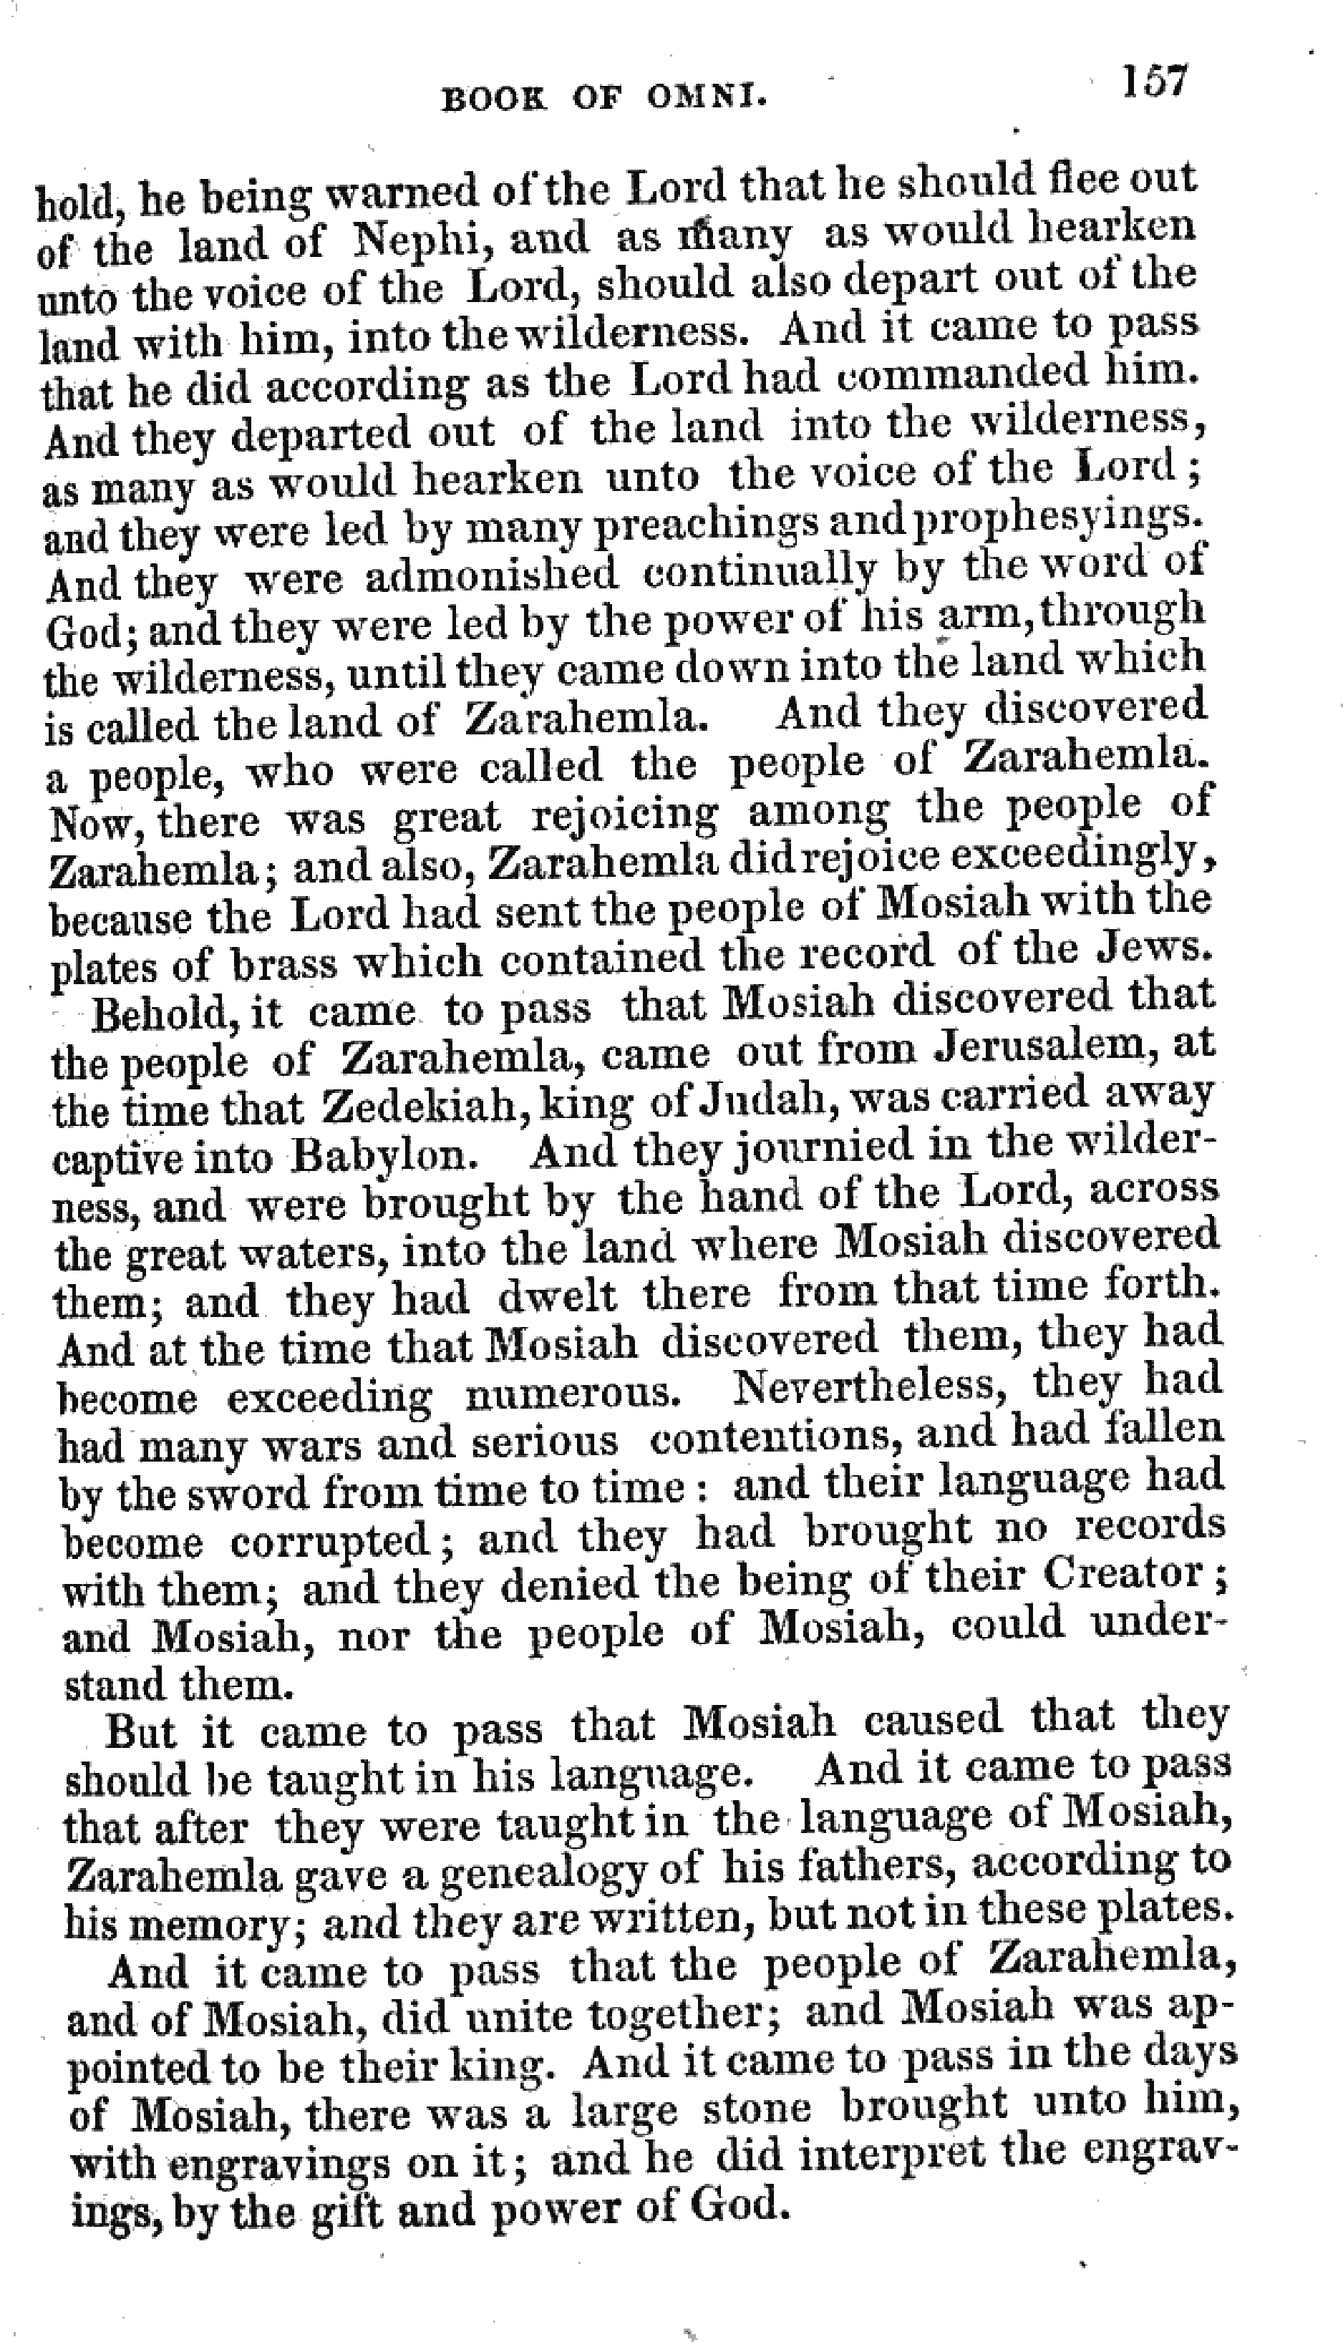 BOOK OF OMNI. 157
hold, he being warned of the Lord that he should flee out
of the land of Nephi, and as many as would hearken
unto the voice of the Lord, should also depart out of the
land with him, into the wilderness. And it came to pass
that he did according as the Lord had commanded him.
And they departed out of the land into the wilderness,
as many as would hearken unto the voice of the Lord;
and they were led by many preachings and prophesyings.
And they were admonished continually by the word of
God; and they were led by the power of his arm, through
the wilderness, until they came down into the land which
is called the land of Zarahemla. And they discovered
a people, who were called the people of Zarahemla.
Now, there was great rejoicing among the people of
Zarahemla; and also, Zarahemla did rejoice exceedingly,
because the Lord had sent the people of Mosiah with the
plates of brass which contained the record of the Jews.
Behold, it came to pass that Mosiah discovered that
the people of Zarahemla, came out from Jerusalem, at
the time that Zedekiah, king of Judah, was carried away
captive into Babylon. And they journied in the wilder-
ness, and were brought by the hand of the Lord, across
the great waters, into the land where Mosiah discovered
them; and they had dwelt there from that time forth.
And at the time that Mosiah discovered them, they had
become exceeding numerous. Nevertheless, they had
had many wars and serious contentions, and had fallen
by the sword from time to time: and their language had
become corrupted; and they had brought no records
with them; and they denied the being of their Creator;
and Mosiah, nor the people of Mosiah, could under-
stand them.
But it came to pass that Mosiah caused that they
should be taught in his language. And it came to pass
that after they were taught in the language of Mosiah,
Zarahemla gave a genealogy of his fathers, according to
his memory; and they are written, but not in these plates.
And it came to pass that the people of Zarahemla,
and of Mosiah, did unite together; and Mosiah was ap-
pointed to be their king. And it came to pass in the days
of Mosiah, there was a large stone brought unto him,
with engravings on it; and he did interpret the engrav-
ings, by the gift and power of God.